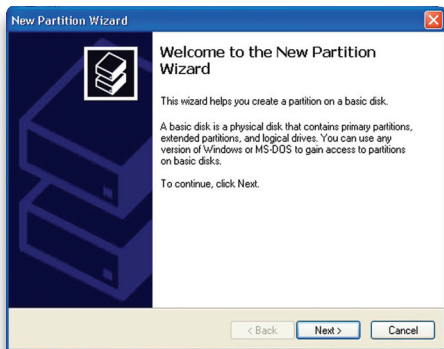 New Partition Wizard
Welcome to the New Partition
Wizard
This wizard helps you create a partition on a basic disk.
A basic disk is a physical disk that contains primary partitions,
extended partitions, and logical drives. You can use any
version of Windows or MS-DOS to gain access to partitions
on basic disks.
To continue, click Next.
< Back
Next >
Cancel